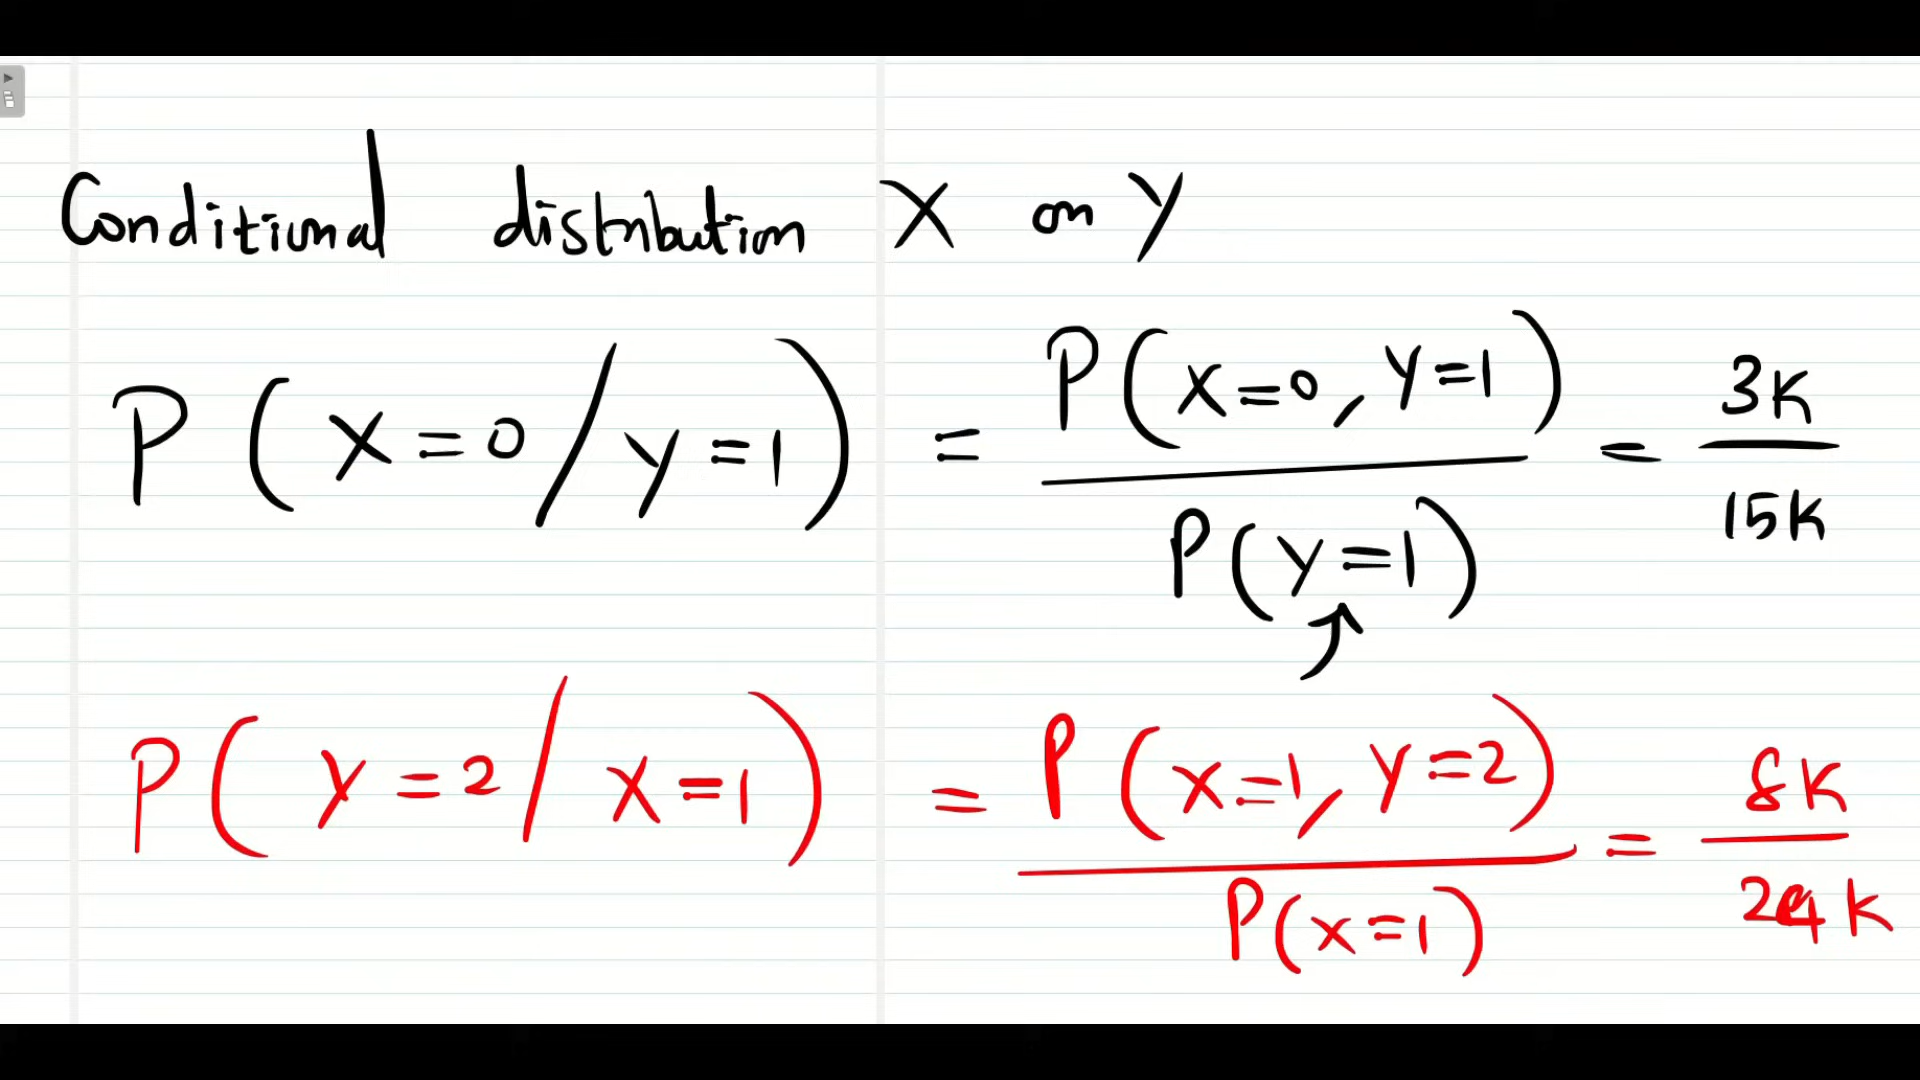 Conditional distribution X on Y
P(X=0/Y=1) = P(X=0, Y=1) / P(Y=1) = 3K / 15K
P(Y=2/X=1) = P(X=1, Y=2) / P(X=1) = 8K / 24K